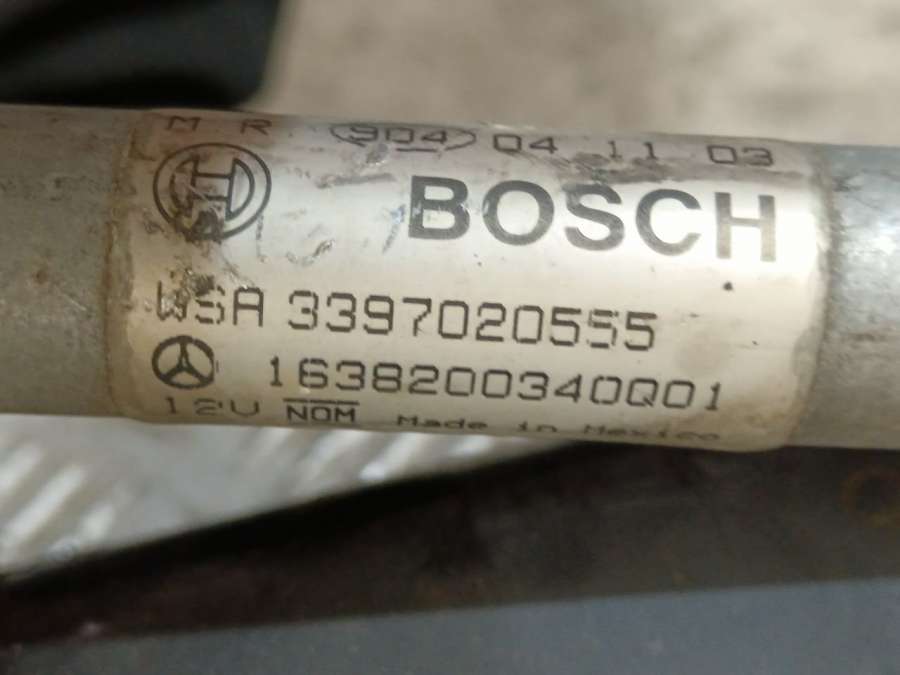 M R 904 04 11 03
BOSCH
WSA 3397020555
1638200340Q01
12V NOM Made in Mexico